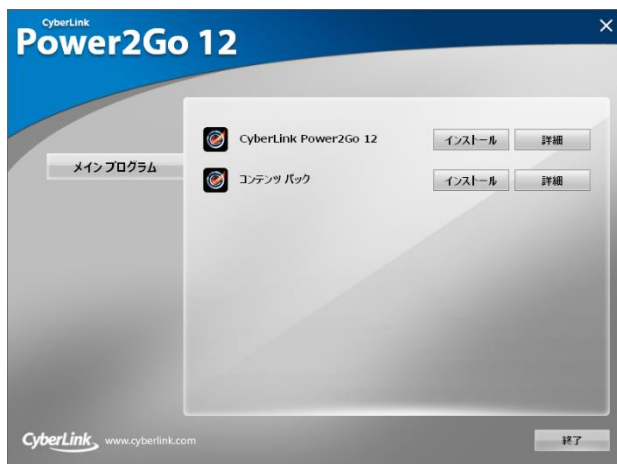 CyberLink
Power2Go 12
メイン プログラム
CyberLink Power2Go 12 インストール 詳細
コンテンツ パック インストール 詳細
CyberLink www.cyberlink.com
終了